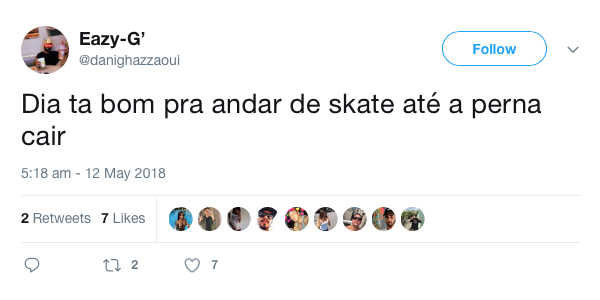 Eazy-G’
@danighazzaoui
Follow
Dia ta bom pra andar de skate até a perna
cair
5:18 am - 12 May 2018
2 Retweets 7 Likes
2 7